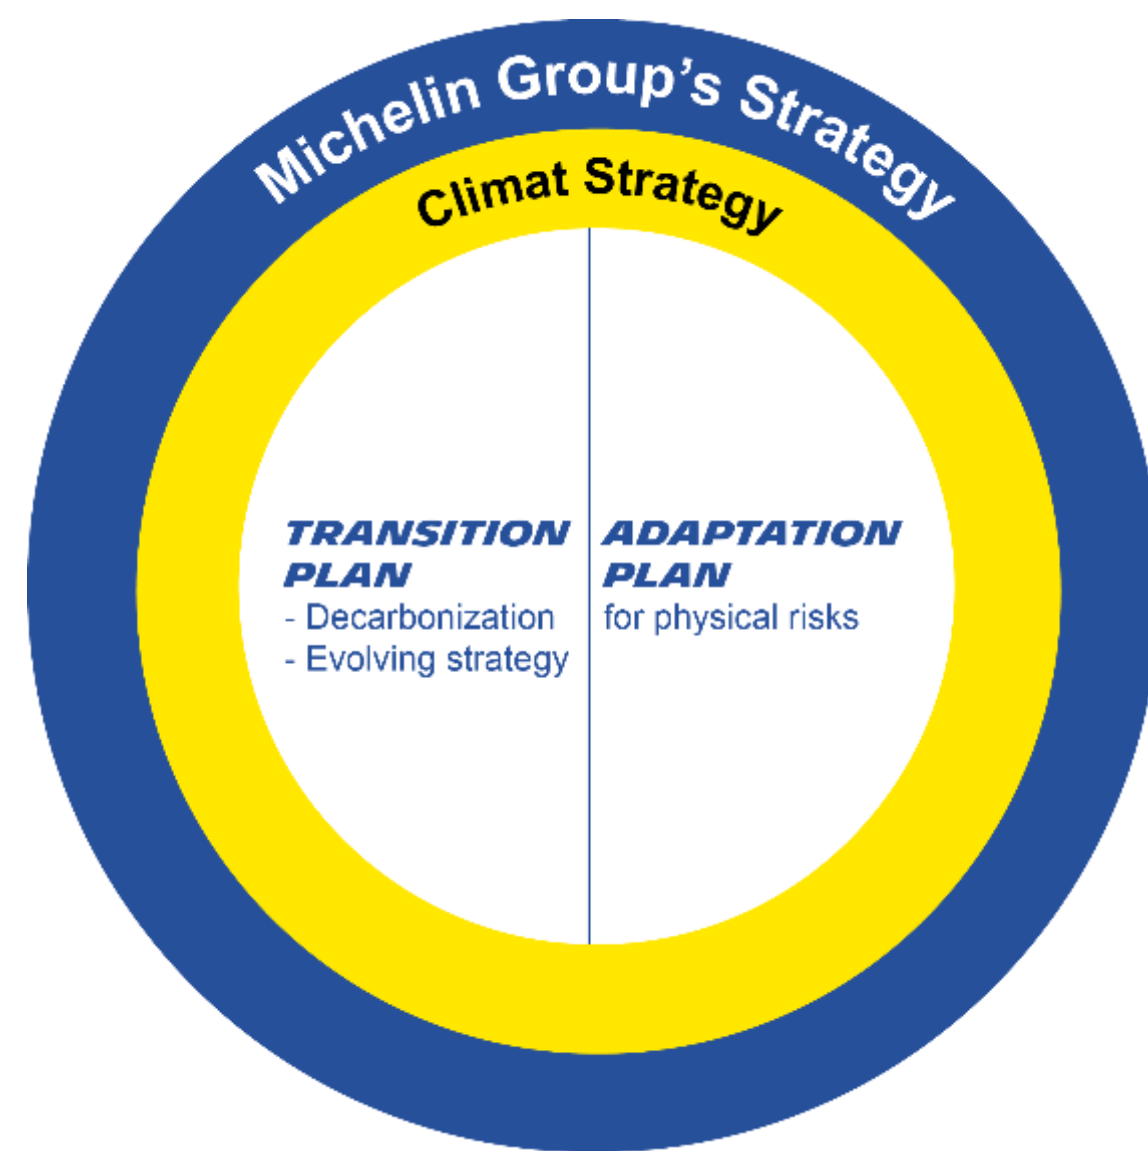 Michelin Group’s Strategy
Climat Strategy
TRANSITION
PLAN
- Decarbonization
- Evolving strategy
ADAPTATION
PLAN
for physical risks